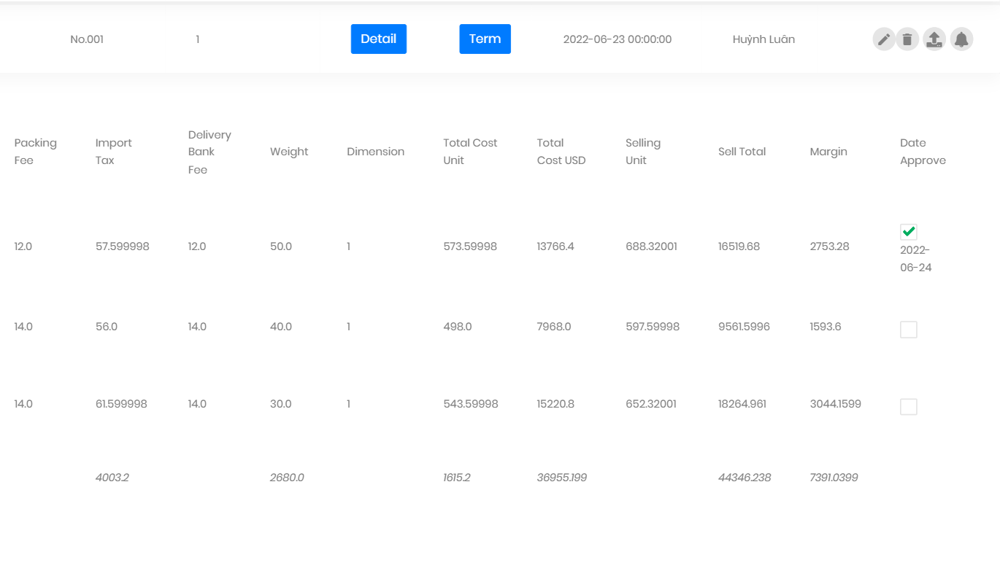 No.001 1 Detail Term 2022-06-23 00:00:00 Huỳnh Luân
Packing Fee Import Tax Delivery Bank Fee Weight Dimension Total Cost Unit Total Cost USD Selling Unit Sell Total Margin Date Approve
12.0 57.599998 12.0 50.0 1 573.59998 13766.4 688.32001 16519.68 2753.28 2022-06-24
14.0 56.0 14.0 40.0 1 498.0 7968.0 597.59998 9561.5996 1593.6
14.0 61.599998 14.0 30.0 1 543.59998 15220.8 652.32001 18264.961 3044.1599
4003.2 2680.0 1615.2 36955.199 44346.238 7391.0399